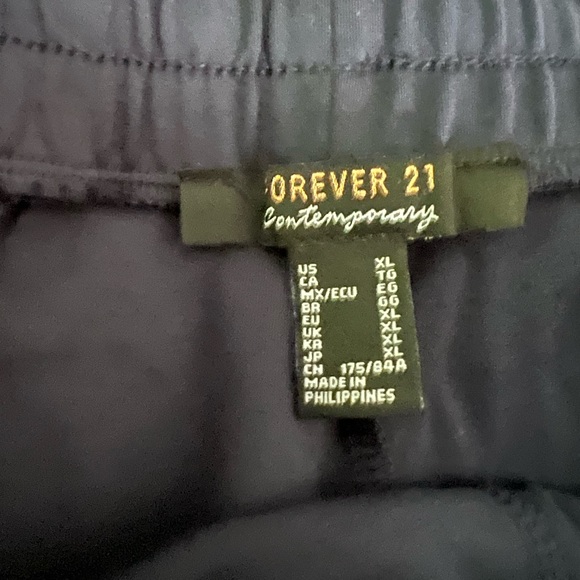 FOREVER 21
Contemporary
US XL
CA TG
MX/ECU EG
BR GG
EU XL
UK XL
KR XL
JP XL
CN 175/84A
MADE IN
PHILIPPINES